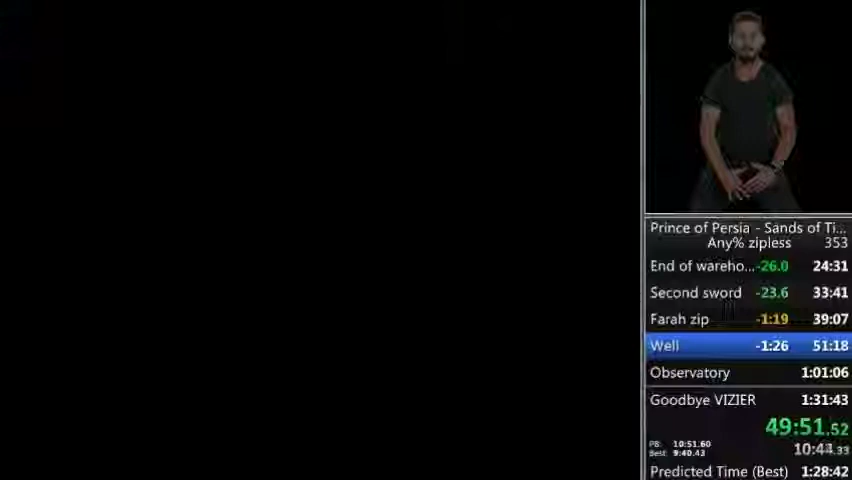 Prince of Persia - Sands of Ti...
Any% zipless 353
End of wareho... -26.0 24:31
Second sword -23.6 33:41
Farah zip -1:19 39:07
Well -1:26 51:18
Observatory 1:01:06
Goodbye VIZIER 1:31:43
49:51.52
PB: 10:51.60
Best: 9:40.43
10:44.33
Predicted Time (Best) 1:28:42